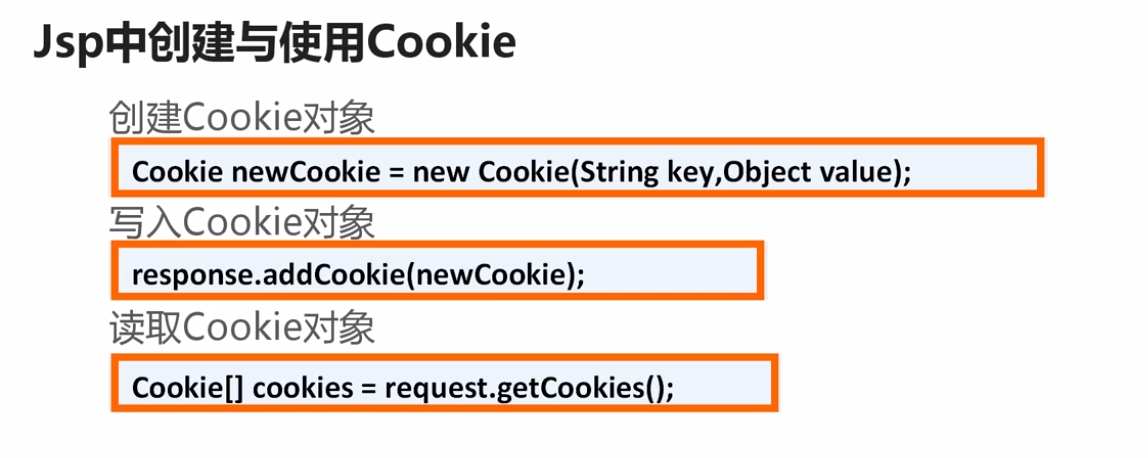 Jsp中创建与使用Cookie
创建Cookie对象
Cookie newCookie = new Cookie(String key,Object value);
写入Cookie对象
response.addCookie(newCookie);
读取Cookie对象
Cookie[] cookies = request.getCookies();